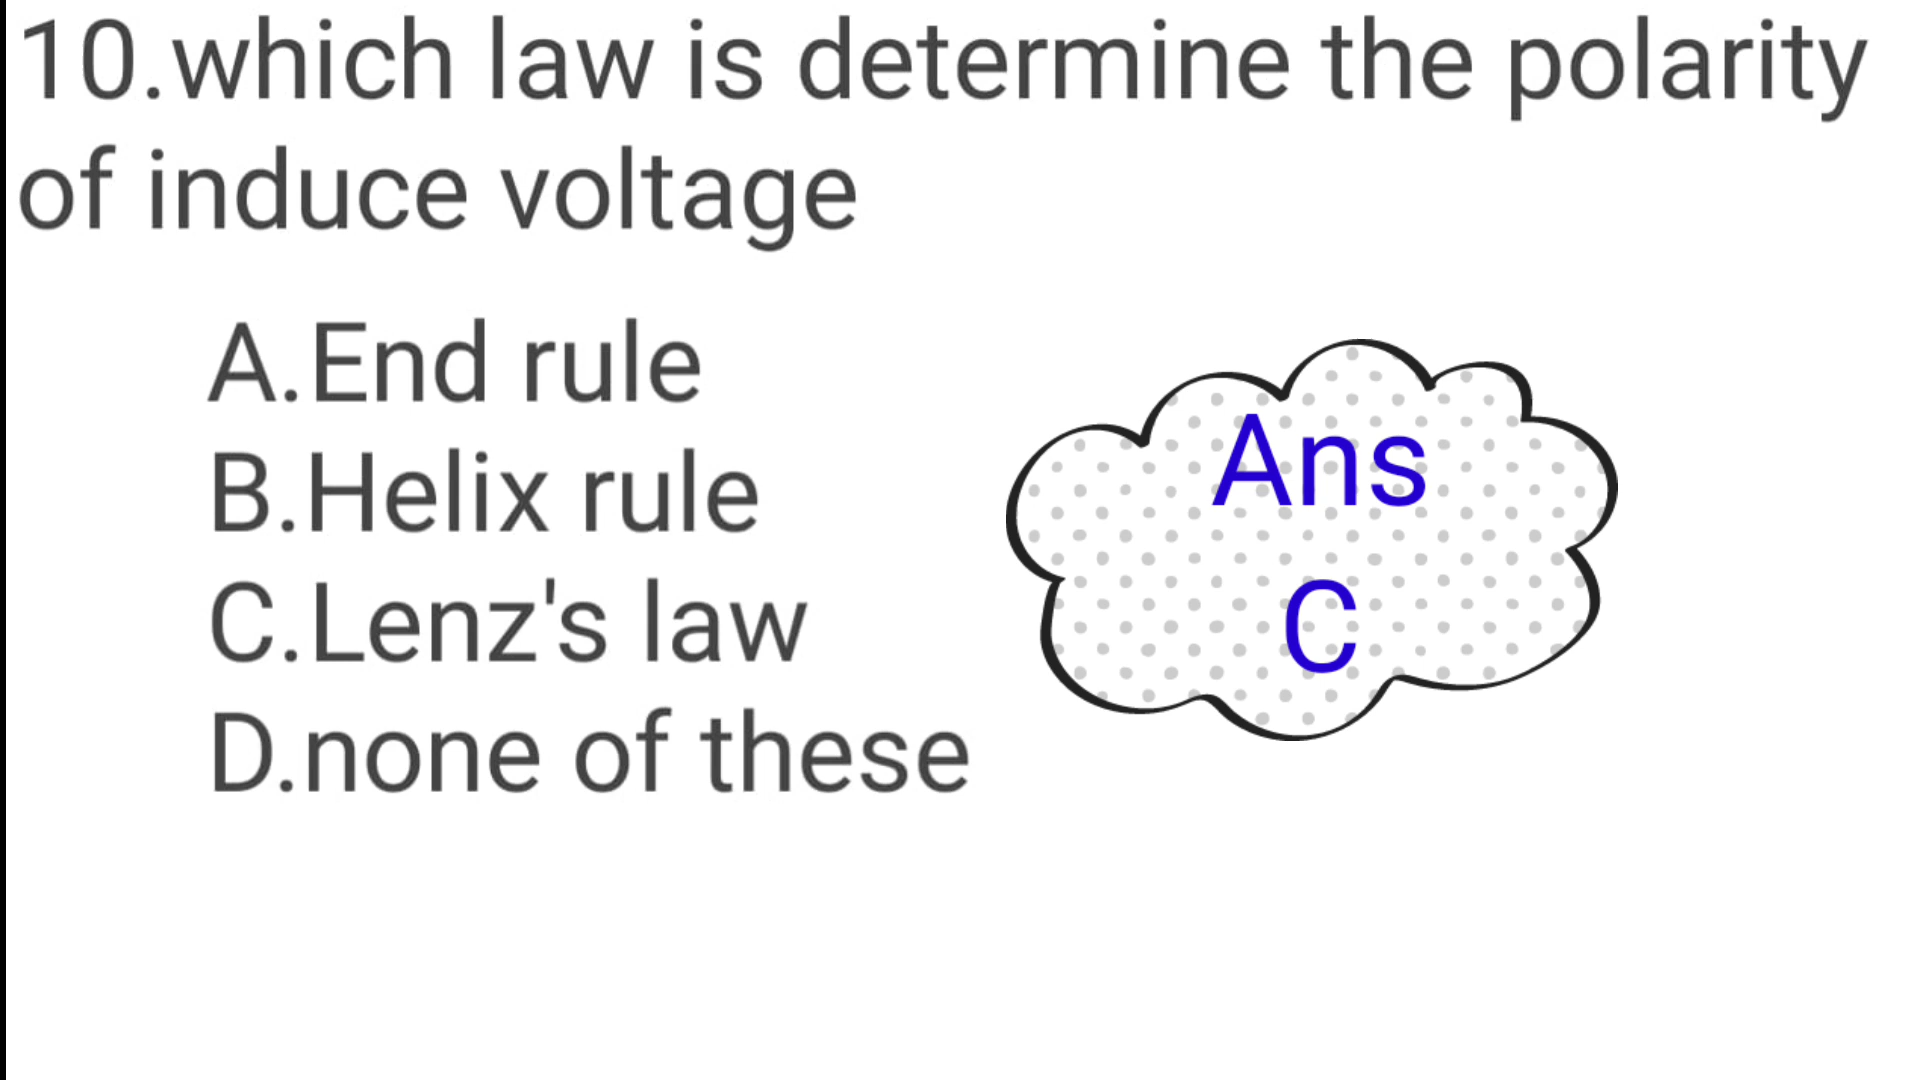 10.which law is determine the polarity
of induce voltage
A.End rule
B.Helix rule
C.Lenz's law
D.none of these
Ans
C